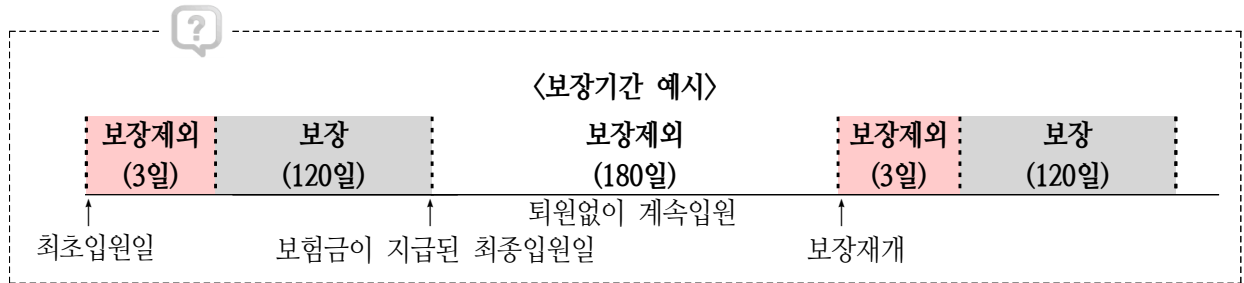 ?
〈보장기간 예시〉
보장제외 보장 보장제외 보장제외 보장
(3일) (120일) (180일) (3일) (120일)
퇴원없이 계속입원
최초입원일 보험금이 지급된 최종입원일 보장재개